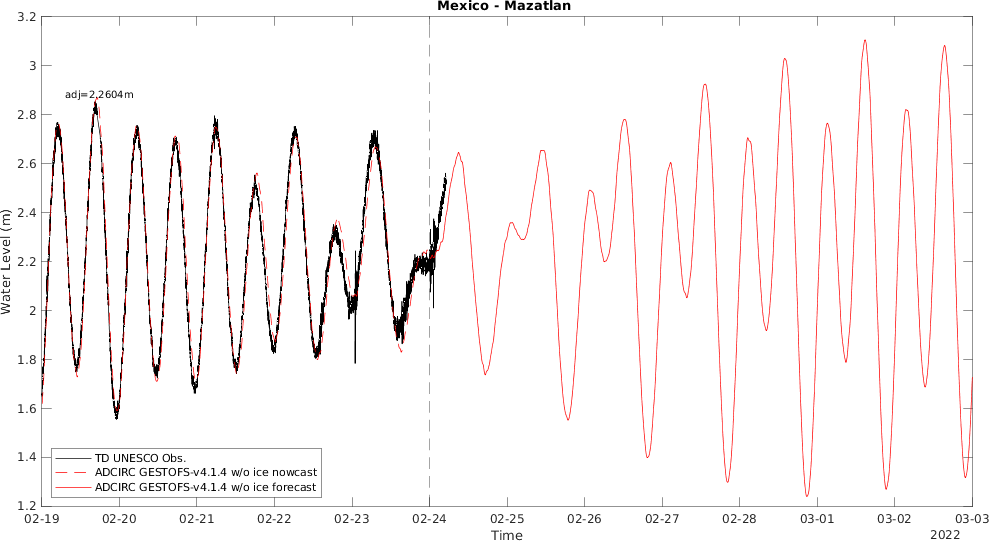 Mexico - Mazatlan
3.2
3
2.8
2.6
2.4
2.2
2
1.8
1.6
1.4
1.2
Water Level (m)
adj=2.2604m
TD UNESCO Obs.
ADCIRC GESTOFS-v4.1.4 w/o ice nowcast
ADCIRC GESTOFS-v4.1.4 w/o ice forecast
02-19 02-20 02-21 02-22 02-23 02-24 02-25 02-26 02-27 02-28 03-01 03-02 03-03
Time
2022